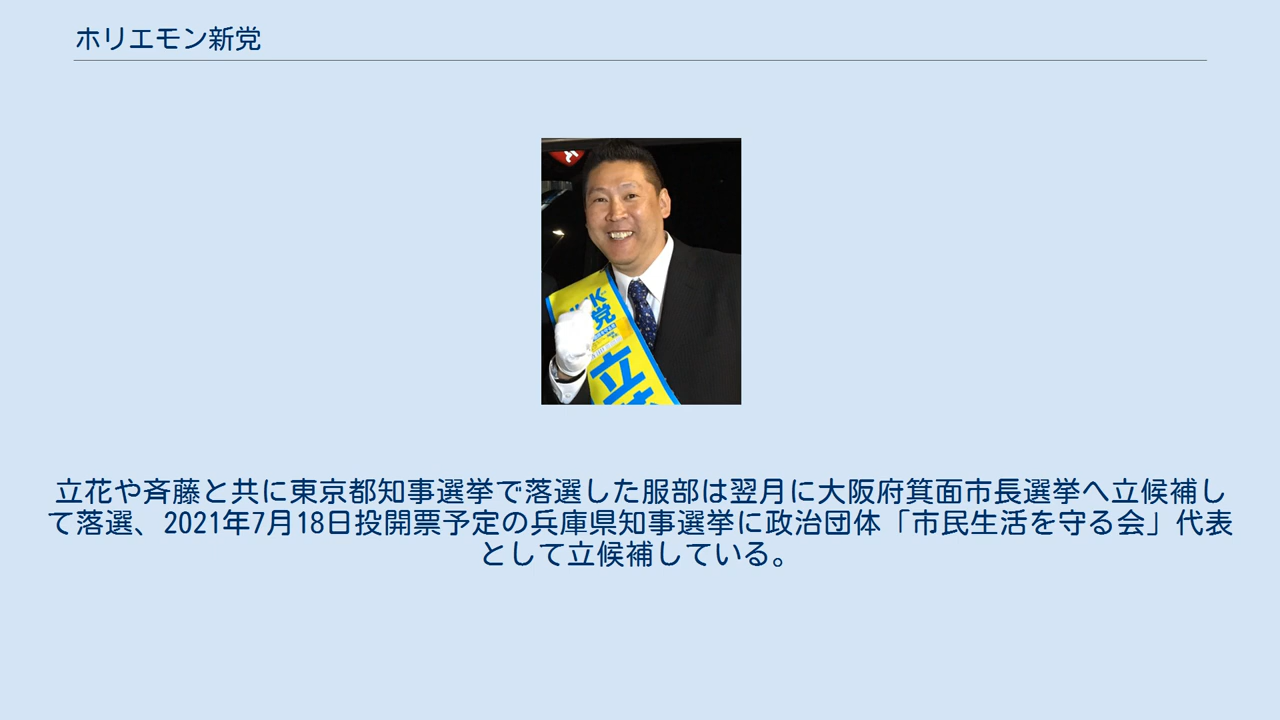 ホリエモン新党
K
党
立
立花や斉藤と共に東京都知事選挙で落選した服部は翌月に大阪府箕面市長選挙へ立候補し
て落選、2021年7月18日投開票予定の兵庫県知事選挙に政治団体「市民生活を守る会」代表
として立候補している。